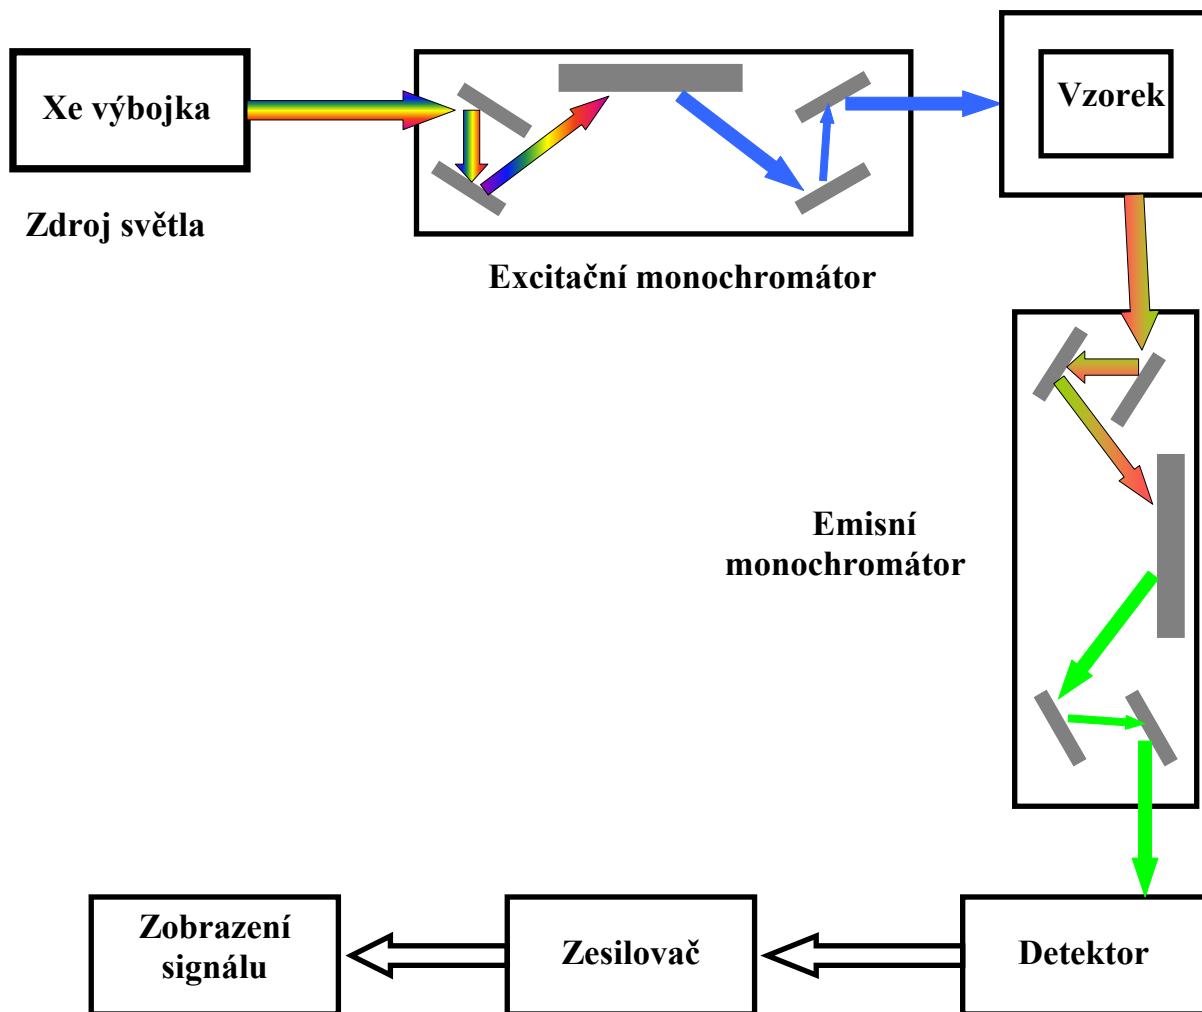 Xe výbojka
Zdroj světla
Excitační monochromátor
Vzorek
Emisní
monochromátor
Zobrazení
signálu
Zesilovač
Detektor